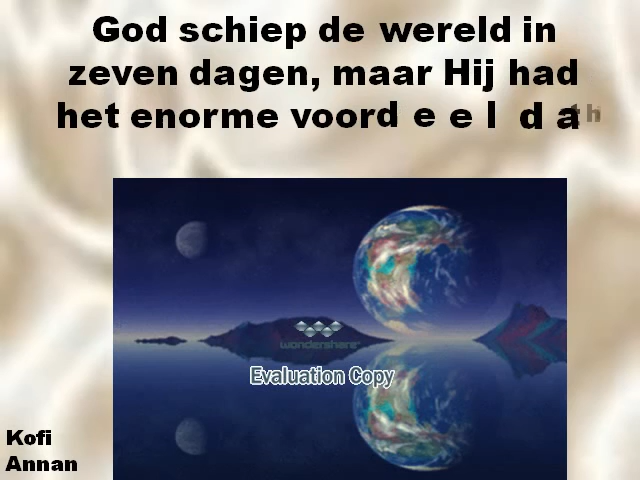 God schiep de wereld in
zeven dagen, maar Hij had
het enorme voord e e l d a
wondershare
Evaluation Copy
Kofi
Annan